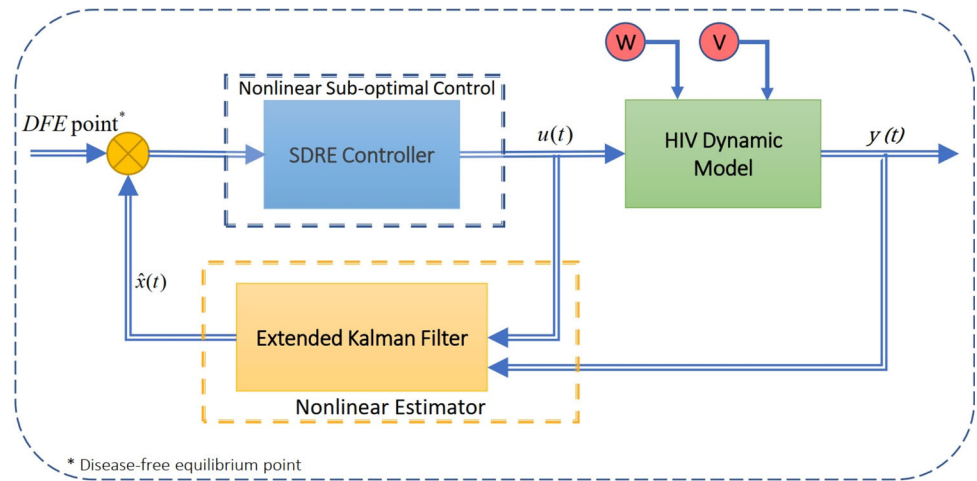 W
V
Nonlinear Sub-optimal Control
DFE point*
SDRE Controller
u(t)
HIV Dynamic
Model
y(t)
x̂(t)
Extended Kalman Filter
Nonlinear Estimator
* Disease-free equilibrium point